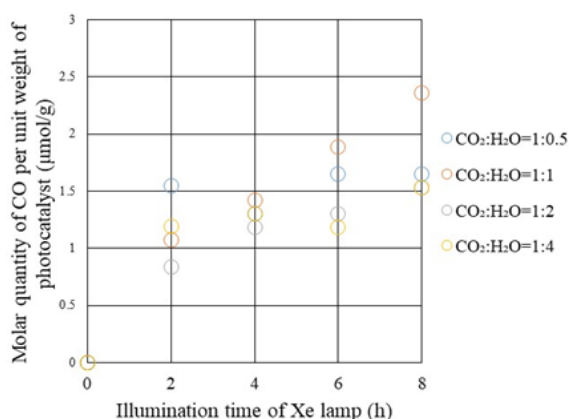 3
2.5
2
1.5
1
0.5
0
0 2 4 6 8
Molar quantity of CO per unit weight of
photocatalyst (μmol/g)
Illumination time of Xe lamp (h)
CO₂:H₂O=1:0.5
CO₂:H₂O=1:1
CO₂:H₂O=1:2
CO₂:H₂O=1:4